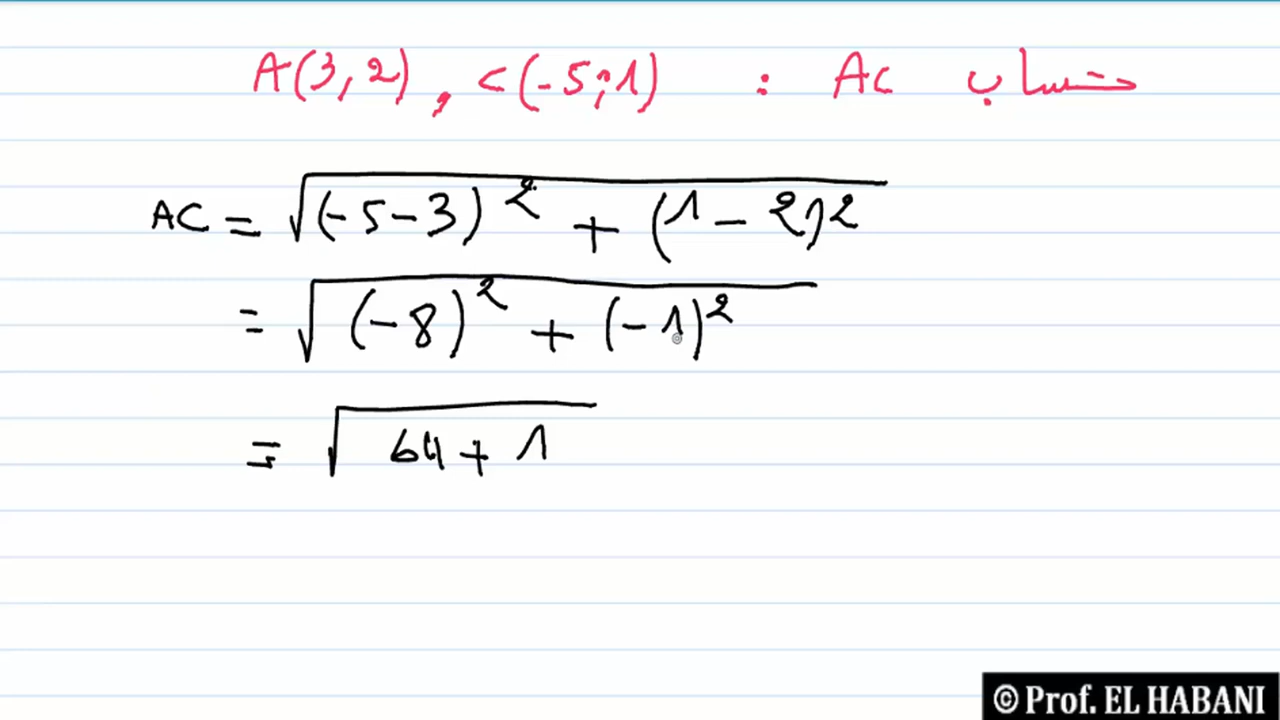 حساب AC : A(3,2) , C(-5;1)
AC = √((-5-3)² + (1-2)²)
= √((-8)² + (-1)²)
= √(64+1)
© Prof. EL HABANI